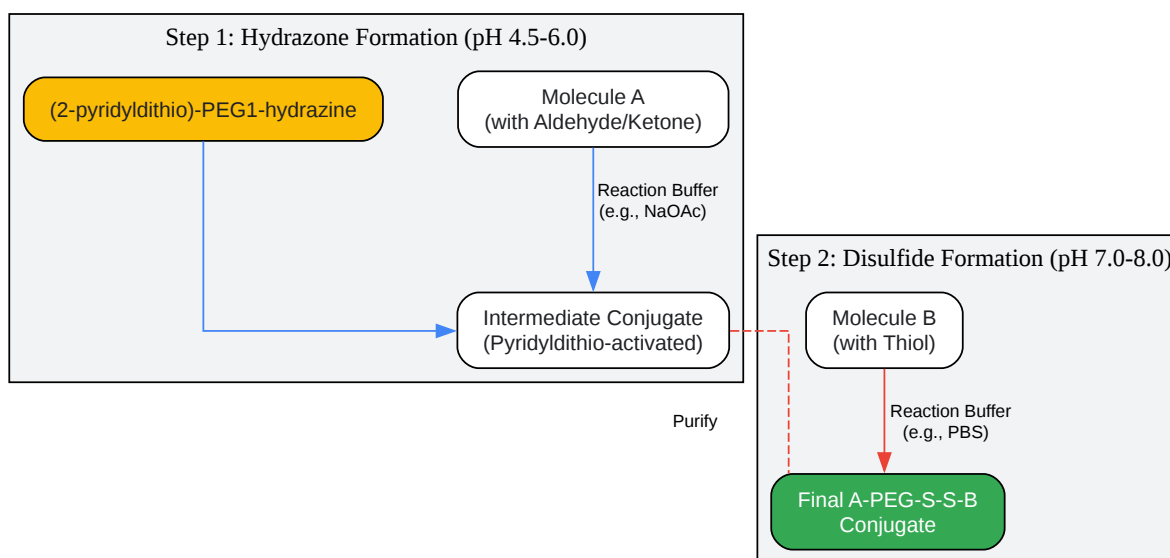 Step 1: Hydrazone Formation (pH 4.5-6.0)
(2-pyridyldithio)-PEG1-hydrazine
Molecule A
(with Aldehyde/Ketone)
Reaction Buffer
(e.g., NaOAc)
Intermediate Conjugate
(Pyridyldithio-activated)
Purify
Step 2: Disulfide Formation (pH 7.0-8.0)
Molecule B
(with Thiol)
Reaction Buffer
(e.g., PBS)
Final A-PEG-S-S-B
Conjugate